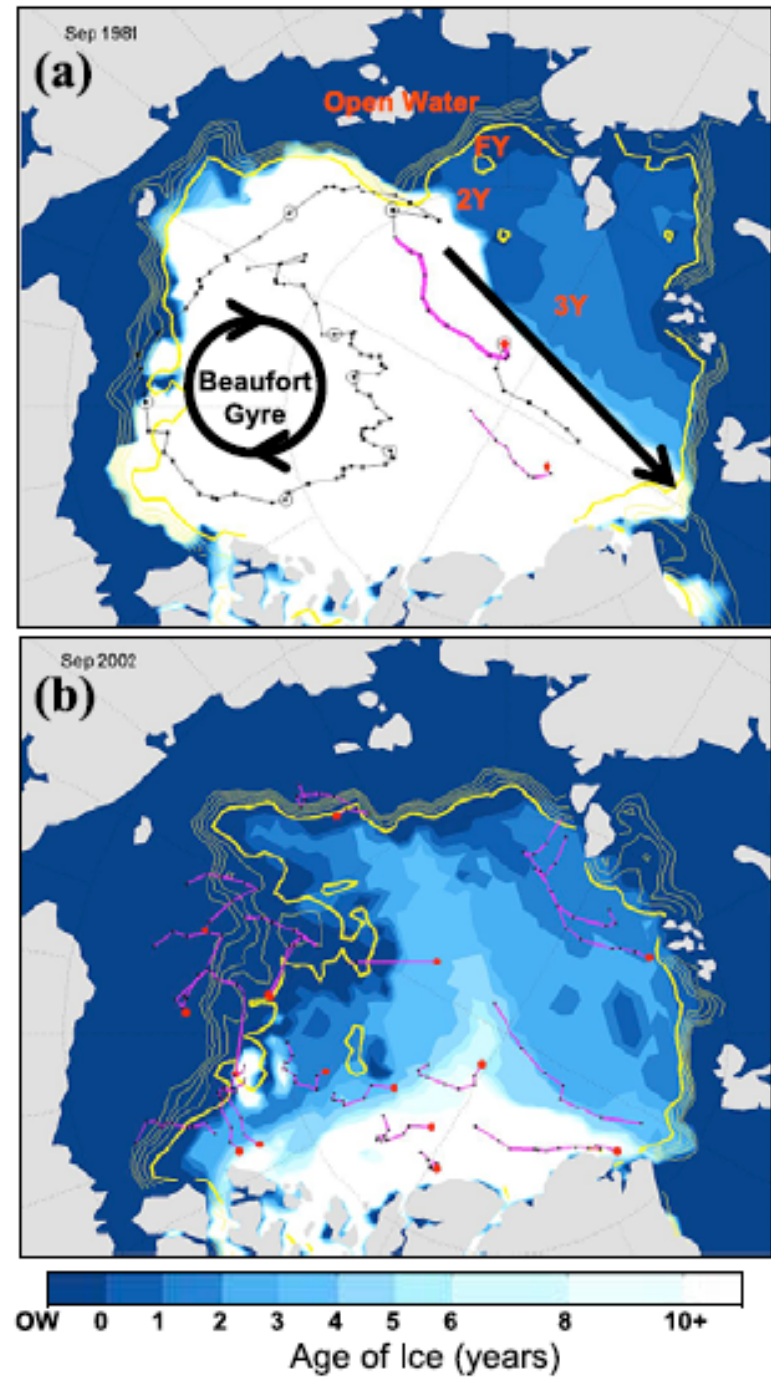 Sep 1981
(a)
Open Water
FY
2Y
3Y
Beaufort
Gyre
Sep 2002
(b)
OW 0 1 2 3 4 5 6 8 10+
Age of Ice (years)